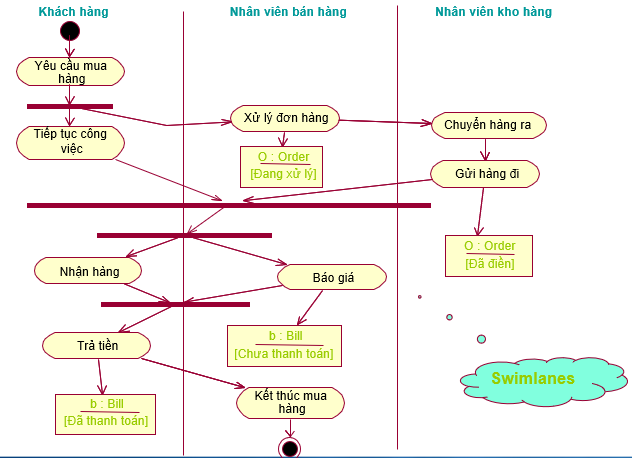 Khách hàng
Nhân viên bán hàng
Nhân viên kho hàng
Yêu cầu mua
hàng
Xử lý đơn hàng
Chuyển hàng ra
Tiếp tục công
việc
O : Order
[Đang xử lý]
Gửi hàng đi
O : Order
[Đã điền]
Nhận hàng
Báo giá
b : Bill
[Chưa thanh toán]
Trả tiền
Swimlanes
b : Bill
[Đã thanh toán]
Kết thúc mua
hàng